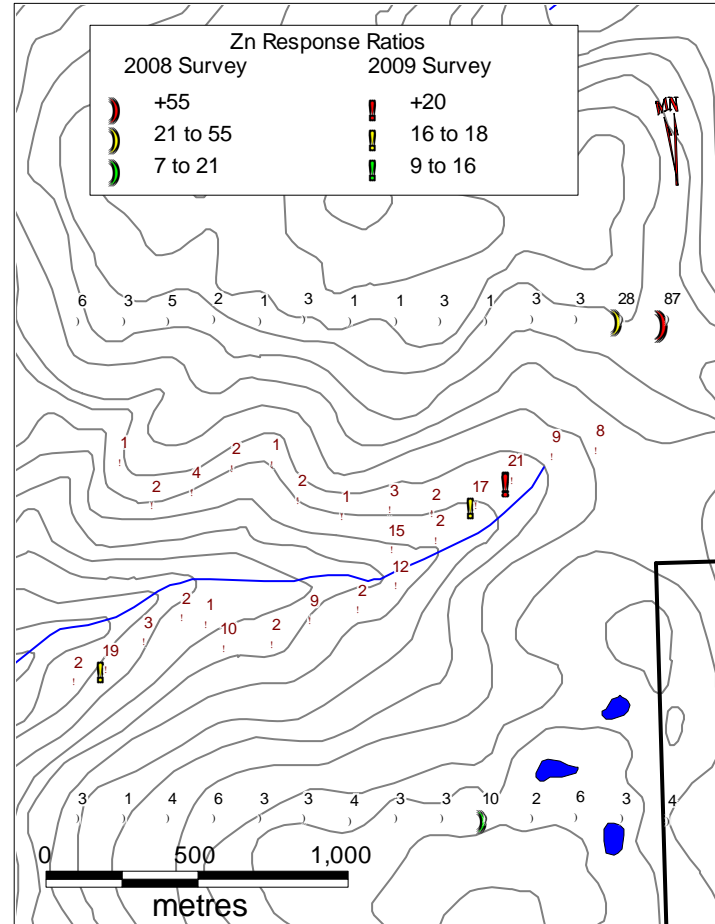 Zn Response Ratios
2008 Survey 2009 Survey
+55 +20
21 to 55 16 to 18
7 to 21 9 to 16
MN
6 3 5 2 1 3 1 1 3 1 3 3 28 87
1 2 4 2 1 2 1 3 2 17 21 9 8
15 2
12
2 19 3 2 1 10 2 9 2
3 1 4 6 3 3 4 3 3 10 2 6 3 4
0 500 1,000
metres